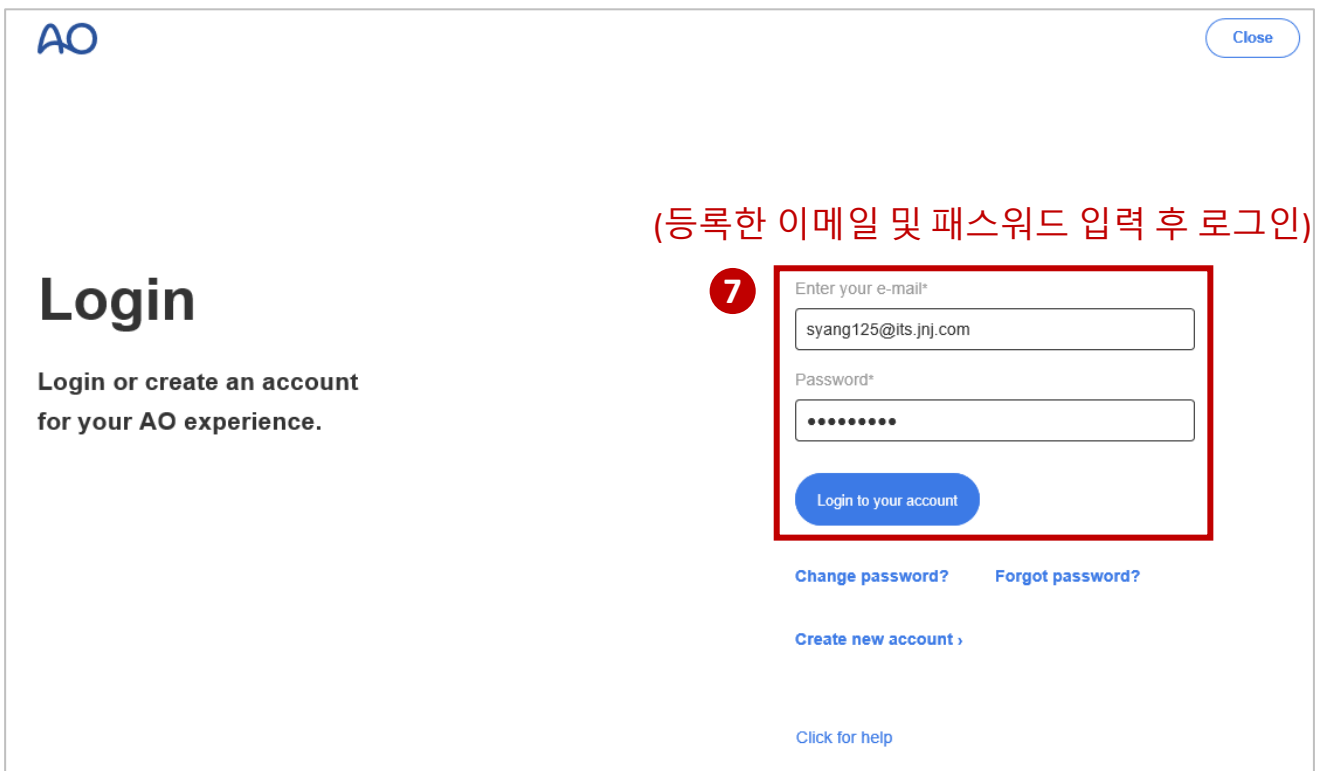 AO
Close
(등록한 이메일 및 패스워드 입력 후 로그인)
Login
Login or create an account
for your AO experience.
7
Enter your e-mail*
syang125@its.jnj.com
Password*
•••••••••
Login to your account
Change password?
Forgot password?
Create new account ›
Click for help